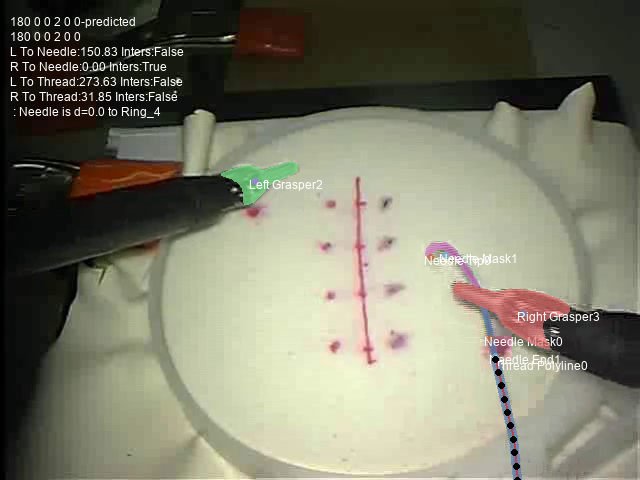 180 0 0 2 0 0-predicted
180 0 0 2 0 0
L To Needle:150.83 Inters:False
R To Needle:0.00 Inters:True
L To Thread:273.63 Inters:False
R To Thread:31.85 Inters:False
: Needle is d=0.0 to Ring_4
Left Grasper2
Needle Mask1
Right Grasper3
Needle Mask0
Needle End1
Thread Polyline0